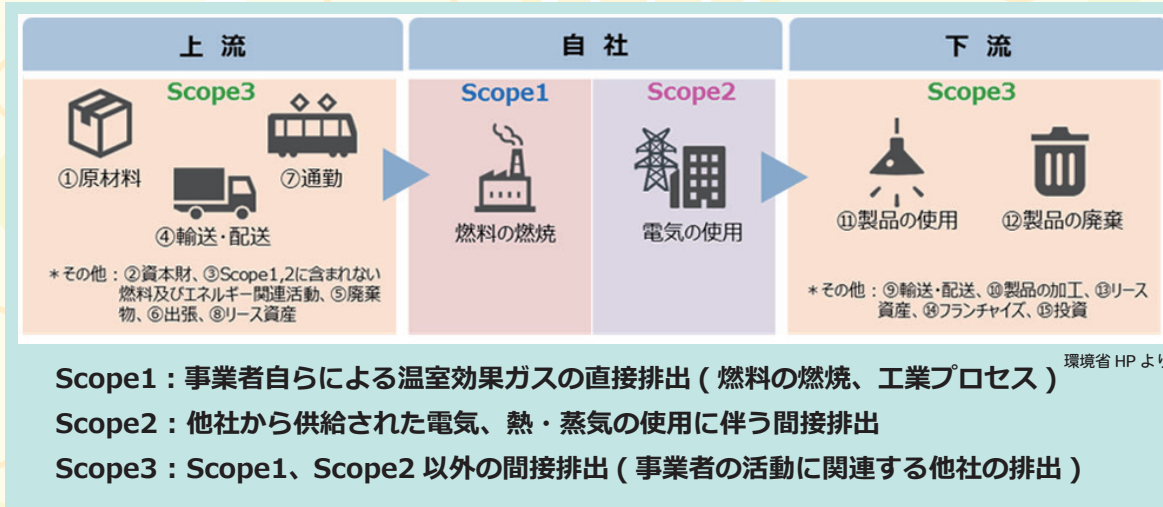 上 流
自 社
下 流
Scope3
Scope1
Scope2
Scope3
①原材料
⑦通勤
④輸送・配送
＊その他：②資本財、③Scope1,2に含まれない
燃料及びエネルギー関連活動、⑤廃棄
物、⑥出張、⑧リース資産
燃料の燃焼
電気の使用
⑪製品の使用
⑫製品の廃棄
＊その他：⑨輸送・配送、⑩製品の加工、⑬リース
資産、⑭フランチャイズ、⑮投資
環境省 HP より
Scope1：事業者自らによる温室効果ガスの直接排出 ( 燃料の燃焼、工業プロセス )
Scope2：他社から供給された電気、熱・蒸気の使用に伴う間接排出
Scope3：Scope1、Scope2 以外の間接排出 ( 事業者の活動に関連する他社の排出 )